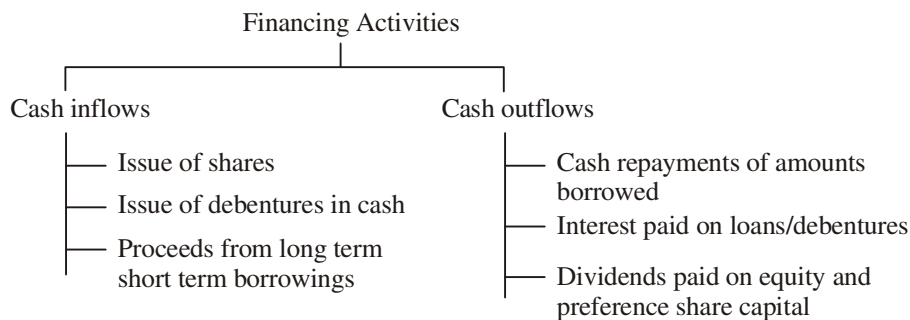 Financing Activities
Cash inflows
Issue of shares
Issue of debentures in cash
Proceeds from long term
short term borrowings
Cash outflows
Cash repayments of amounts
borrowed
Interest paid on loans/debentures
Dividends paid on equity and
preference share capital